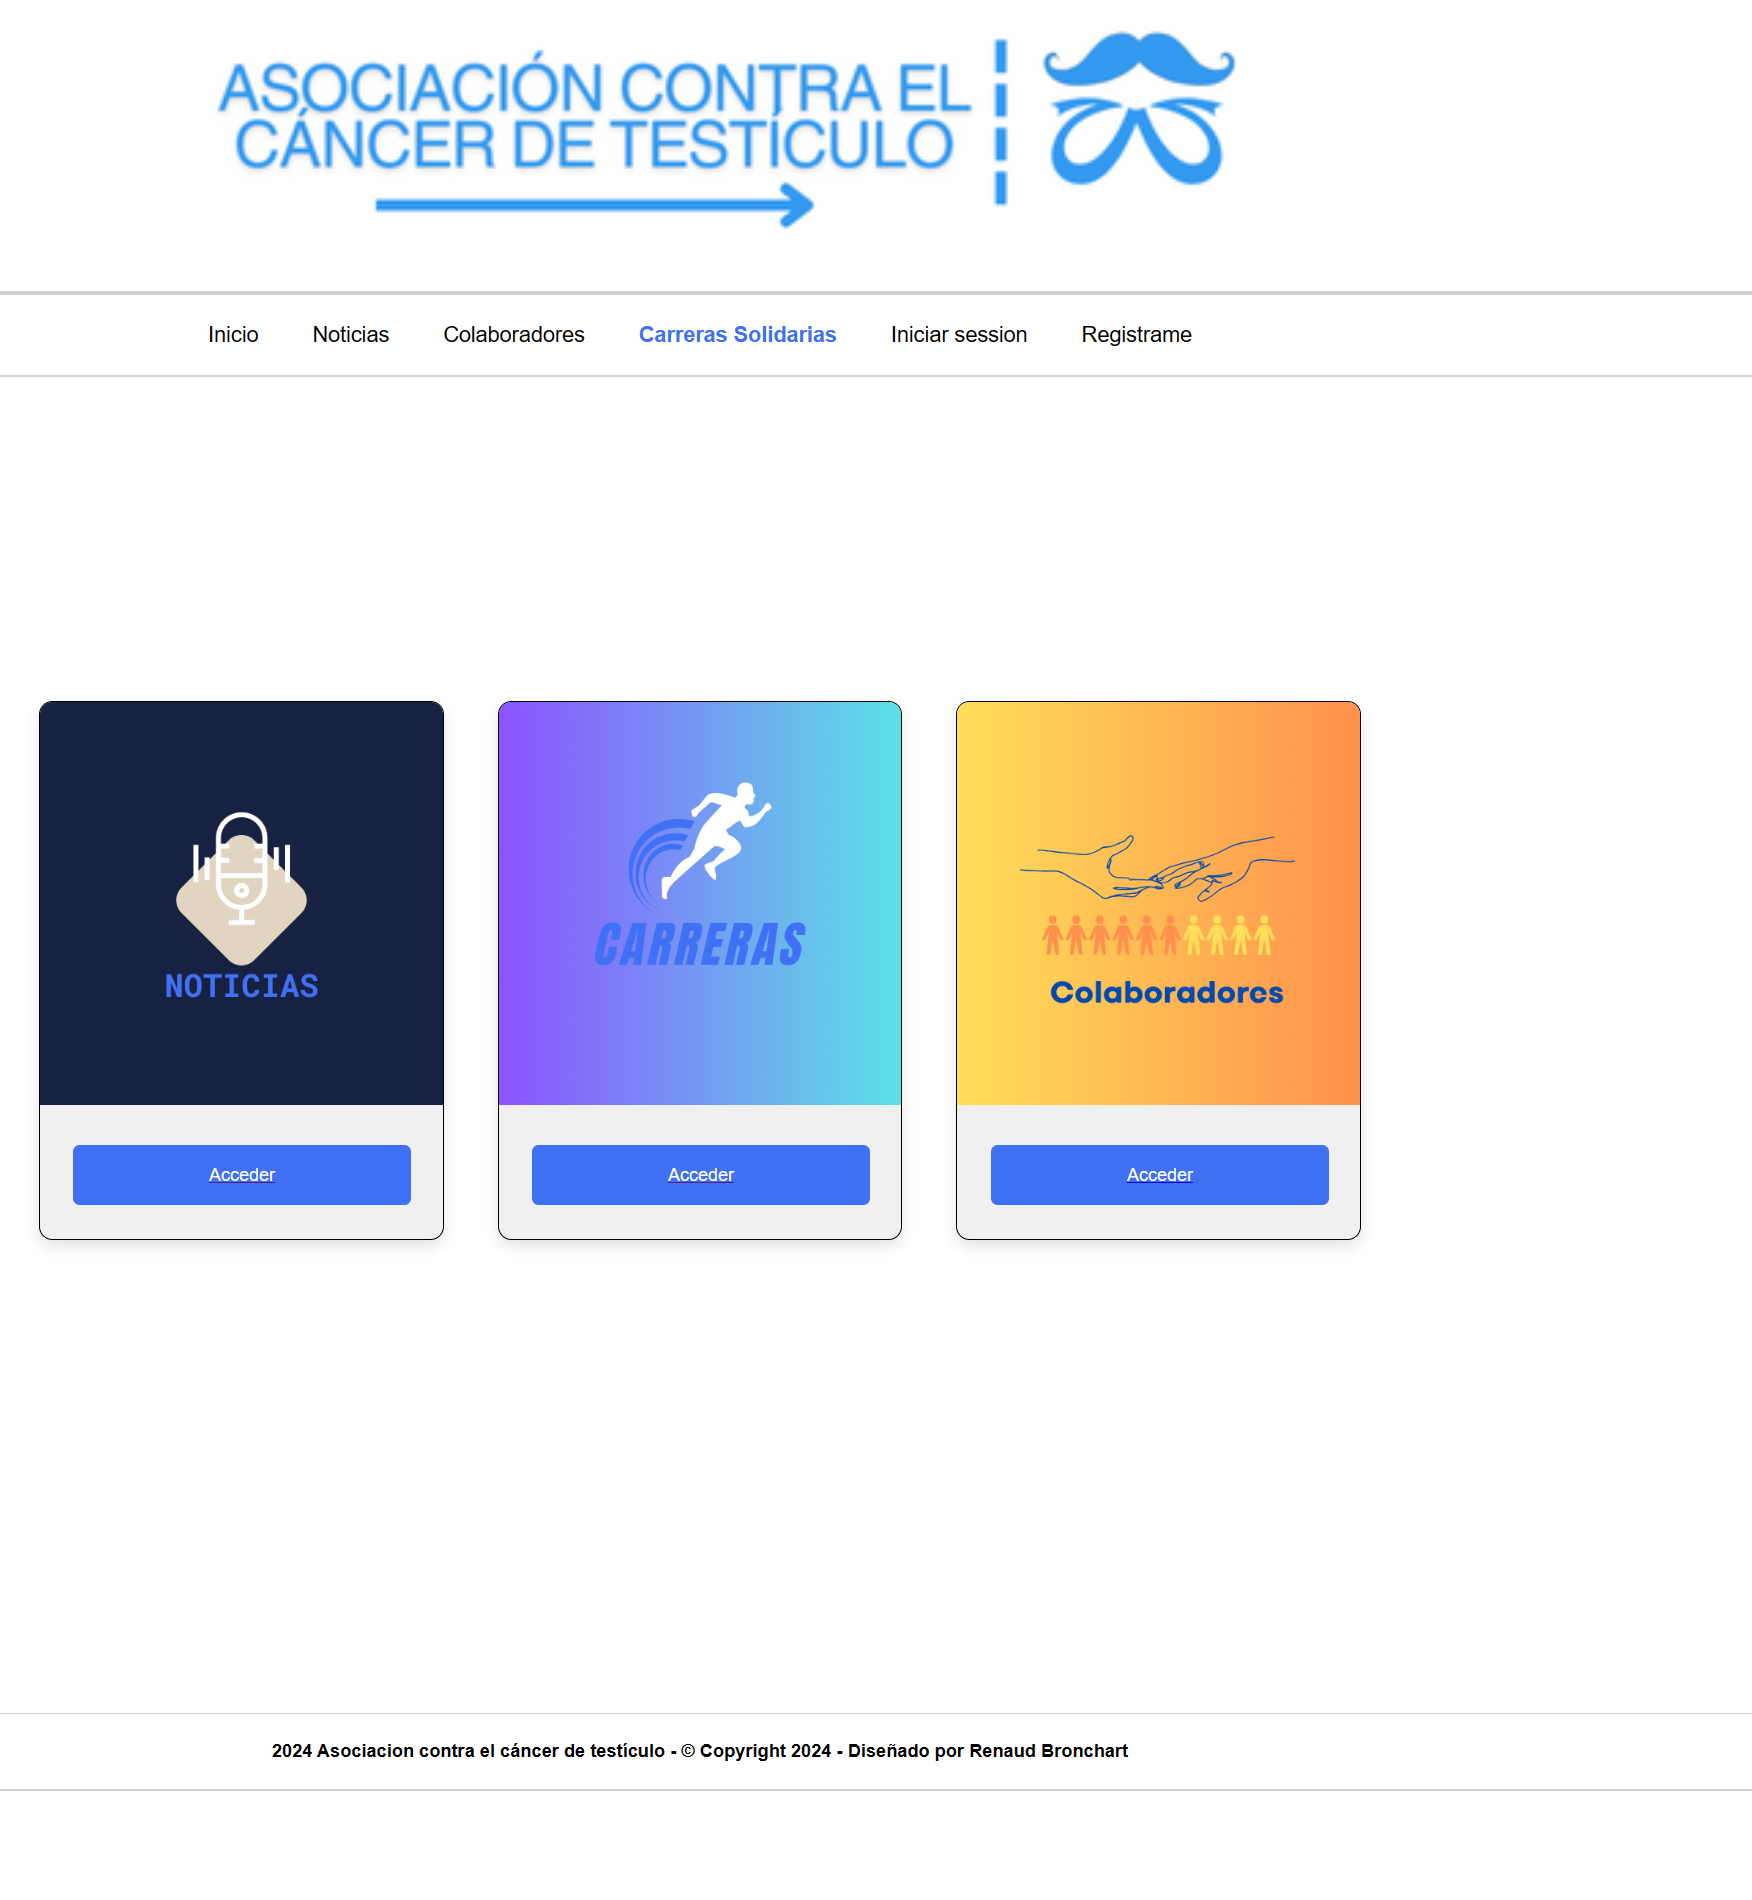 ASOCIACIÓN CONTRA EL
CÁNCER DE TESTÍCULO
Inicio Noticias Colaboradores Carreras Solidarias Iniciar session Registrame
NOTICIAS
CARRERAS
Colaboradores
Acceder Acceder Acceder
2024 Asociacion contra el cáncer de testículo - © Copyright 2024 - Diseñado por Renaud Bronchart